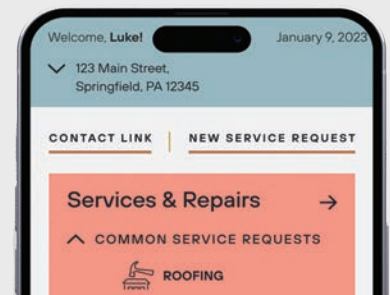 Welcome, Luke! January 9, 2023
123 Main Street,
Springfield, PA 12345
CONTACT LINK NEW SERVICE REQUEST
Services & Repairs
COMMON SERVICE REQUESTS
ROOFING